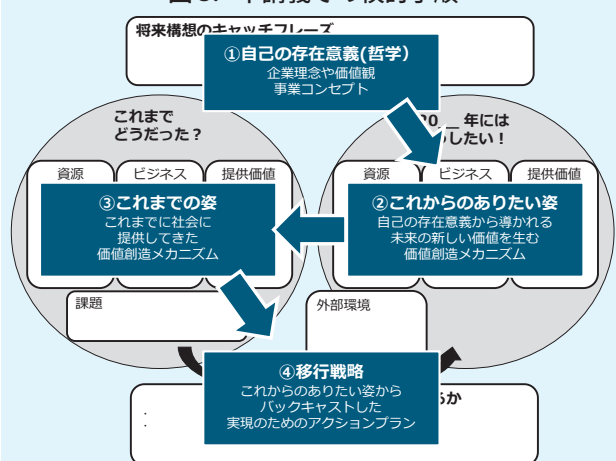 将来構想のキャッチフレーズ
①自己の存在意義(哲学)
企業理念や価値観
事業コンセプト
これまで
どうだった？
年には
したい！
資源
ビジネス
提供価値
資源
ビジネス
提供価値
③これまでの姿
これまでに社会に
提供してきた
価値創造メカニズム
②これからのありたい姿
自己の存在意義から導かれる
未来の新しい価値を生む
価値創造メカニズム
課題
外部環境
④移行戦略
これからのありたい姿から
バックキャストした
実現のためのアクションプラン
か
:
: